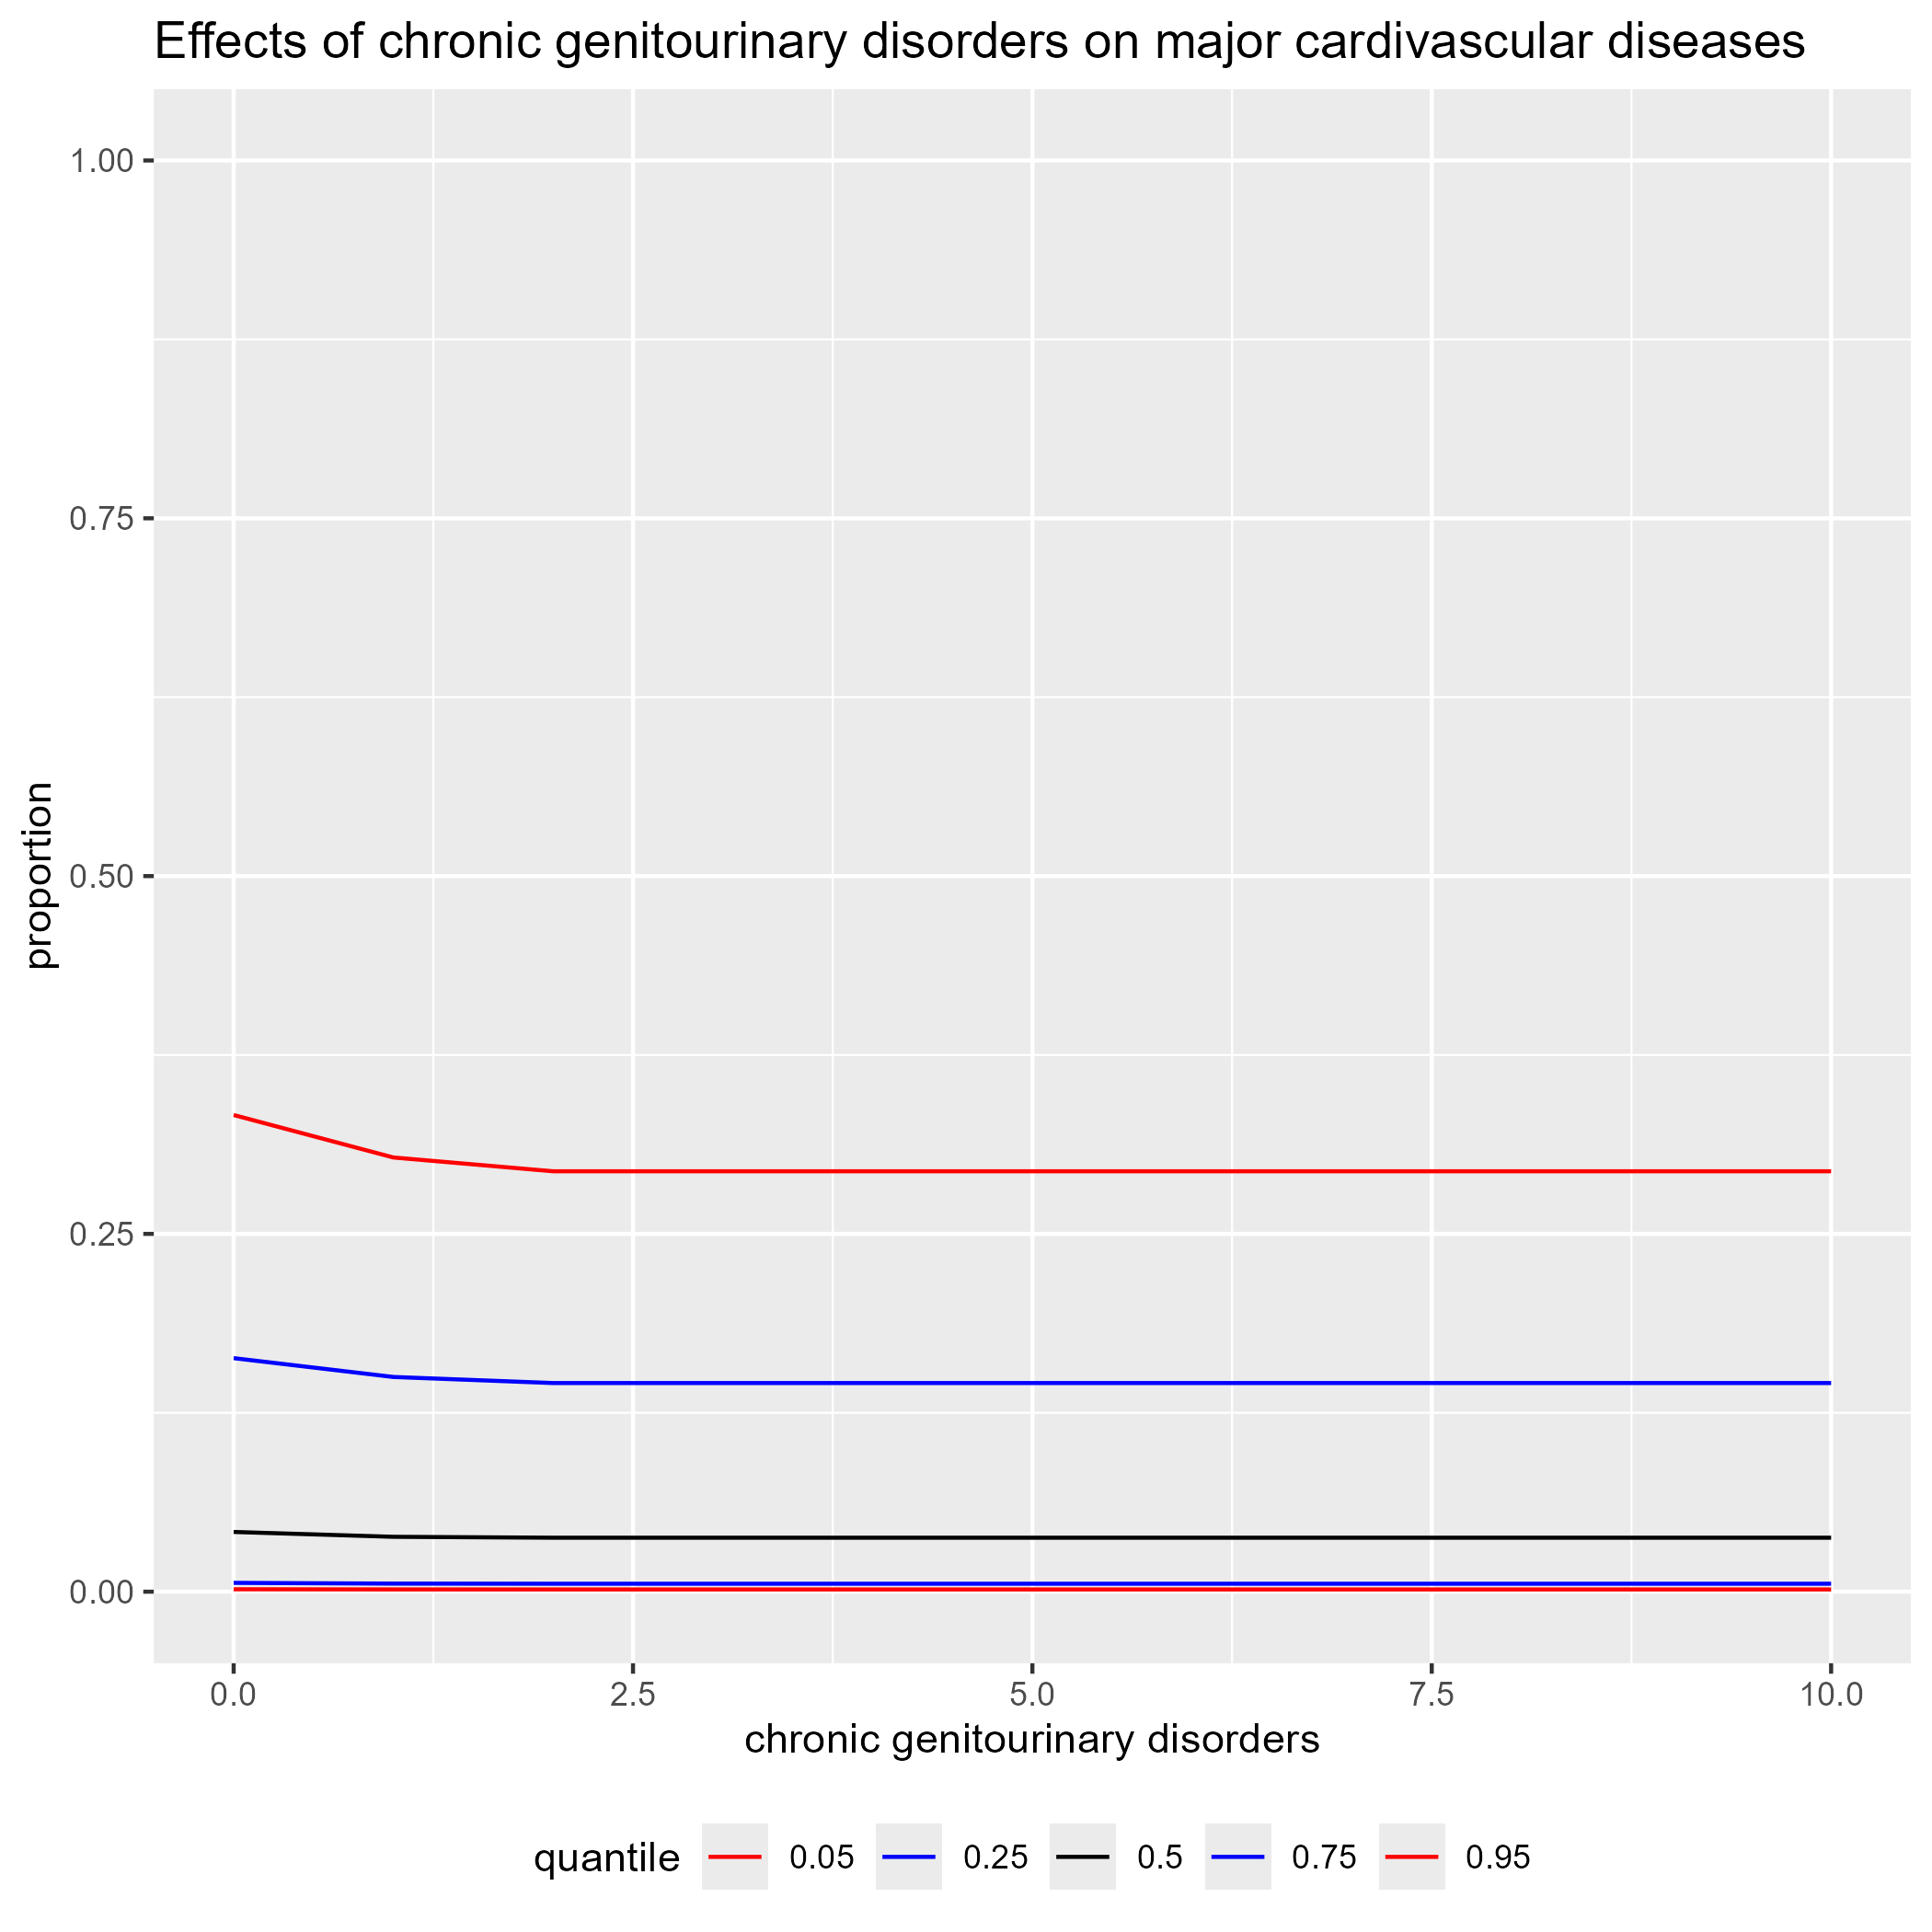 Effects of chronic genitourinary disorders on major cardivascular diseases
1.00
0.75
0.50
0.25
0.00
proportion
0.0 2.5 5.0 7.5 10.0
chronic genitourinary disorders
quantile 0.05 0.25 0.5 0.75 0.95